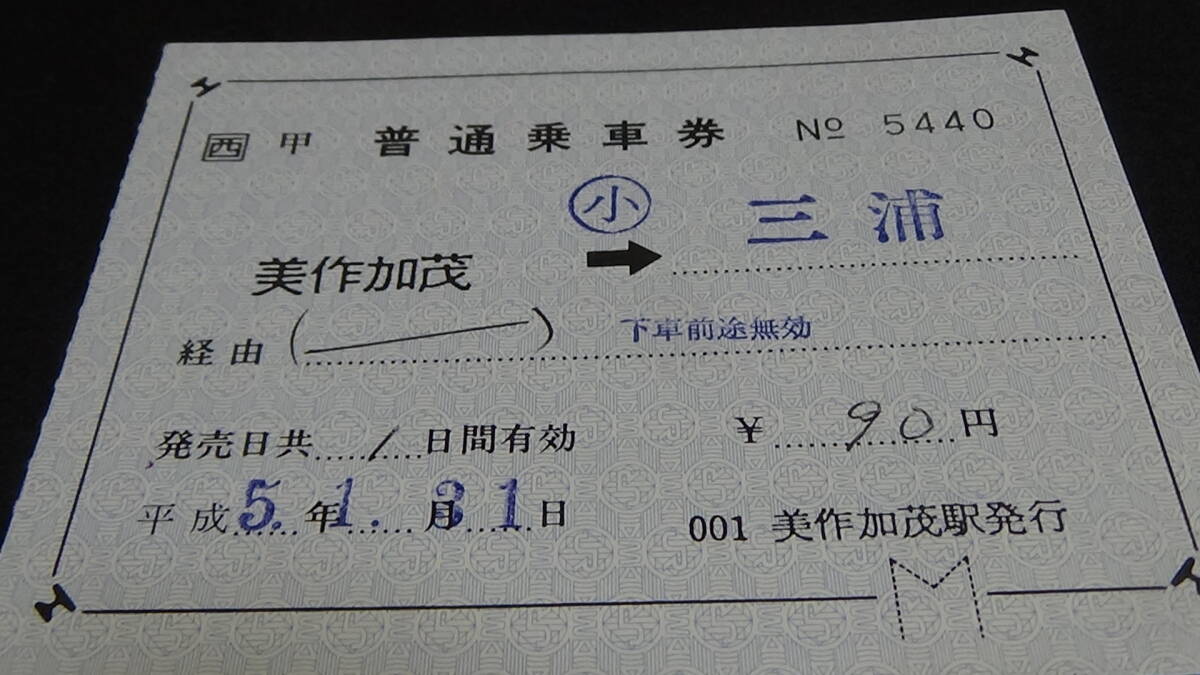 西 甲 普通乗車券 № 5440
小
美作加茂 ➡ 三浦
経由( ) 下車前途無効
発売日共 1 日間有効 ¥ 90 円
平成 5. 年 1. 月 31 日 001 美作加茂駅発行